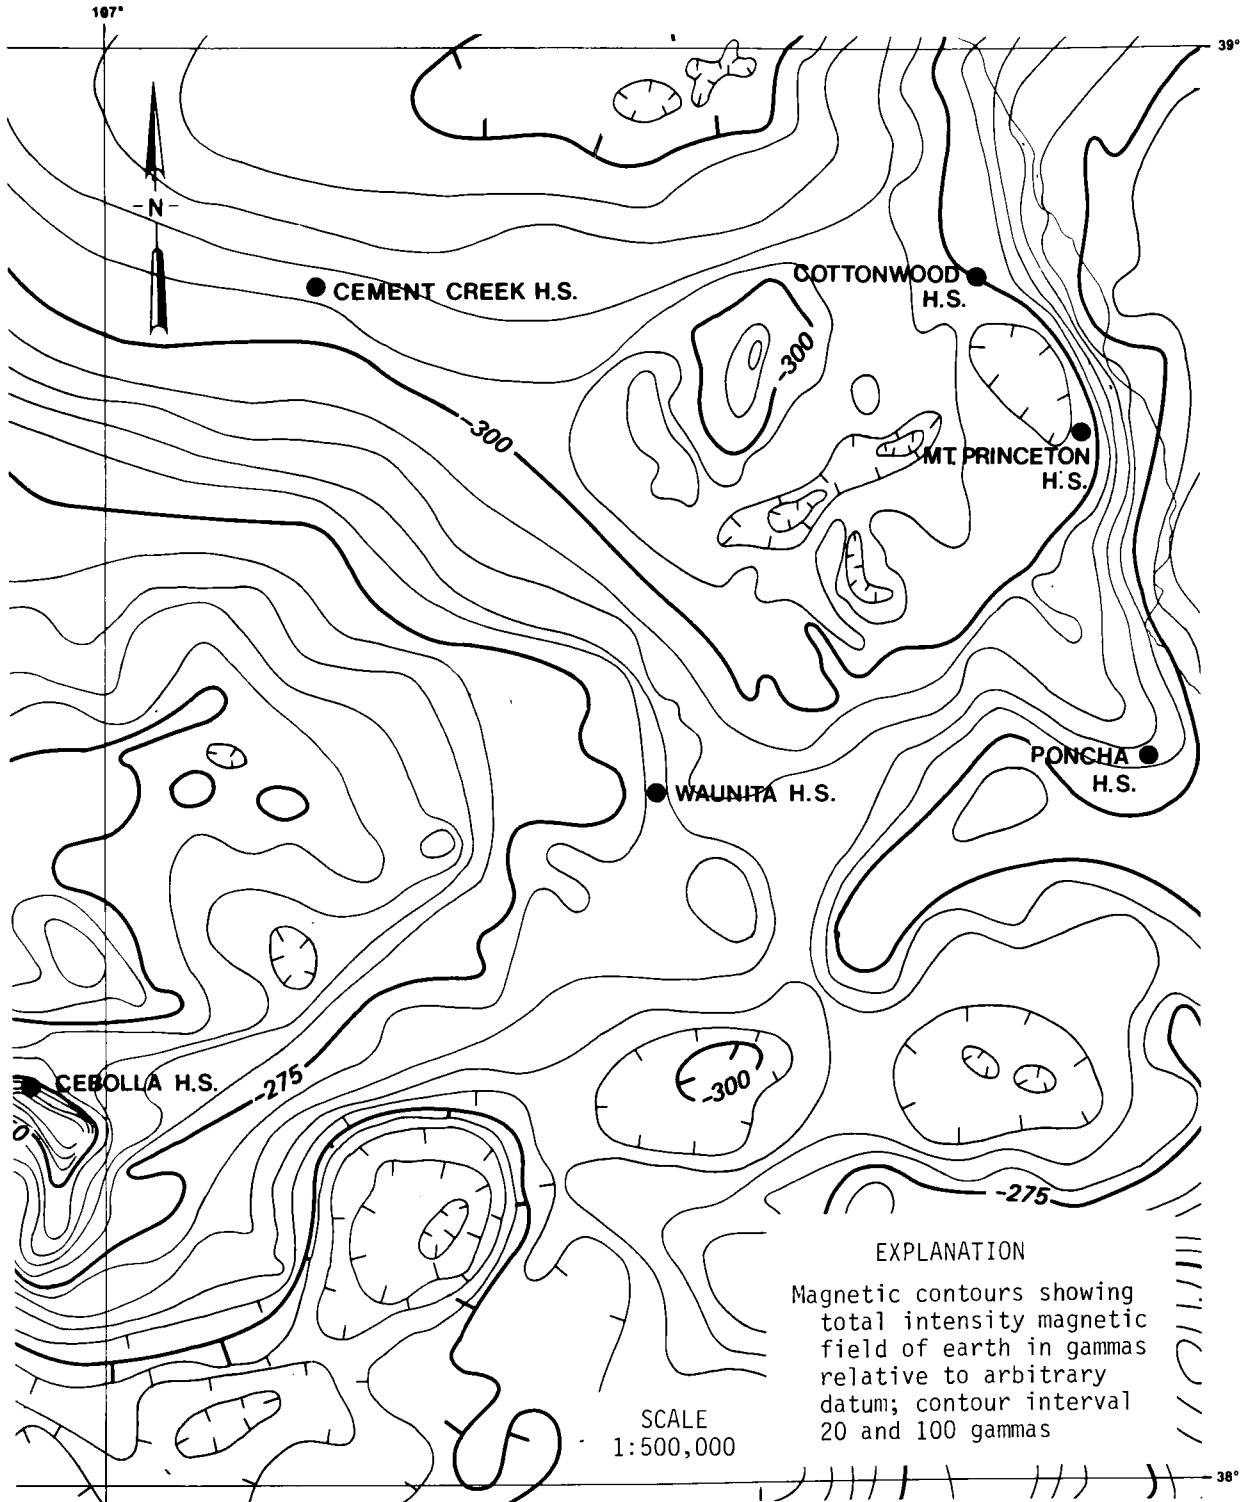 107°
39°
N
COTTONWOOD
H.S.
CEMENT CREEK H.S.
-300
-300
MT. PRINCETON
H.S.
PONCHA
H.S.
WAUNITA H.S.
CEBOLLA H.S.
-275
-300
0
-275
EXPLANATION
Magnetic contours showing
total intensity magnetic
field of earth in gammas
relative to arbitrary
datum; contour interval
20 and 100 gammas
SCALE
1:500,000
38°